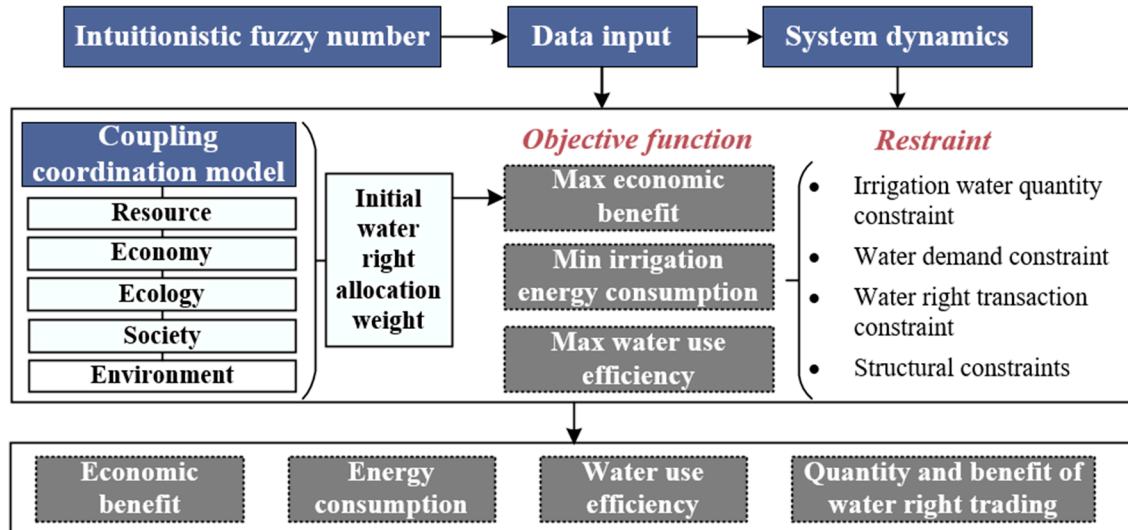 Intuitionistic fuzzy number
Data input
System dynamics
Coupling
coordination model
Resource
Economy
Ecology
Society
Environment
Initial
water
right
allocation
weight
Objective function
Max economic
benefit
Min irrigation
energy consumption
Max water use
efficiency
Restraint
• Irrigation water quantity
constraint
• Water demand constraint
• Water right transaction
constraint
• Structural constraints
Economic
benefit
Energy
consumption
Water use
efficiency
Quantity and benefit of
water right trading